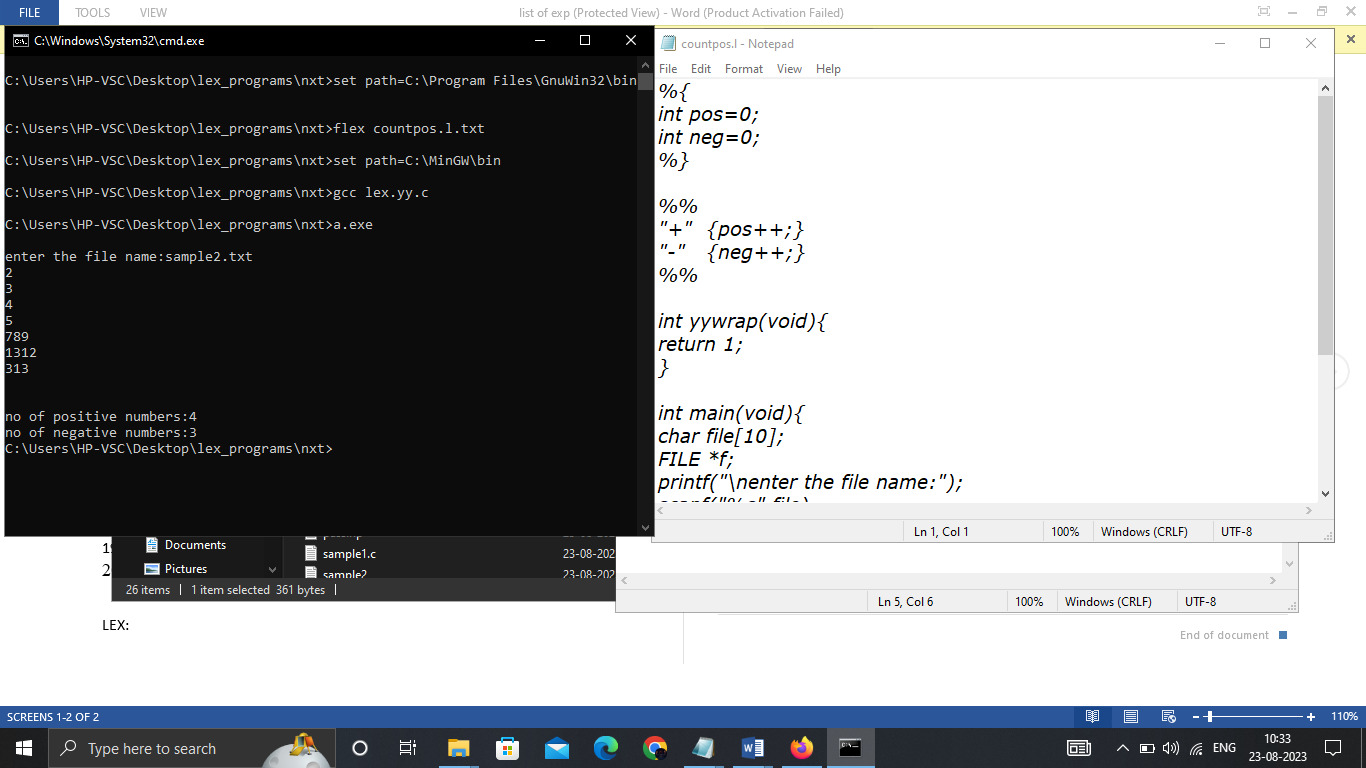 FILE TOOLS VIEW list of exp (Protected View) - Word (Product Activation Failed)
C:\Windows\System32\cmd.exe
C:\Users\HP-VSC\Desktop\lex_programs\nxt>set path=C:\Program Files\GnuWin32\bin
C:\Users\HP-VSC\Desktop\lex_programs\nxt>flex countpos.l.txt
C:\Users\HP-VSC\Desktop\lex_programs\nxt>set path=C:\MinGW\bin
C:\Users\HP-VSC\Desktop\lex_programs\nxt>gcc lex.yy.c
C:\Users\HP-VSC\Desktop\lex_programs\nxt>a.exe
enter the file name:sample2.txt
2
3
4
5
789
1312
313
no of positive numbers:4
no of negative numbers:3
C:\Users\HP-VSC\Desktop\lex_programs\nxt>
countpos.l - Notepad
File Edit Format View Help
%{
int pos=0;
int neg=0;
%}
%%
"+" {pos++;}
"-" {neg++;}
%%
int yywrap(void){
return 1;
}
int main(void){
char file[10];
FILE *f;
printf("\nenter the file name:");
Ln 1, Col 1 100% Windows (CRLF) UTF-8
Documents
Pictures
sample1.c 23-08-202
sample2 23-08-202
26 items 1 item selected 361 bytes
Ln 5, Col 6 100% Windows (CRLF) UTF-8
LEX:
End of document
SCREENS 1-2 OF 2 110%
Type here to search
ENG
10:33
23-08-2023